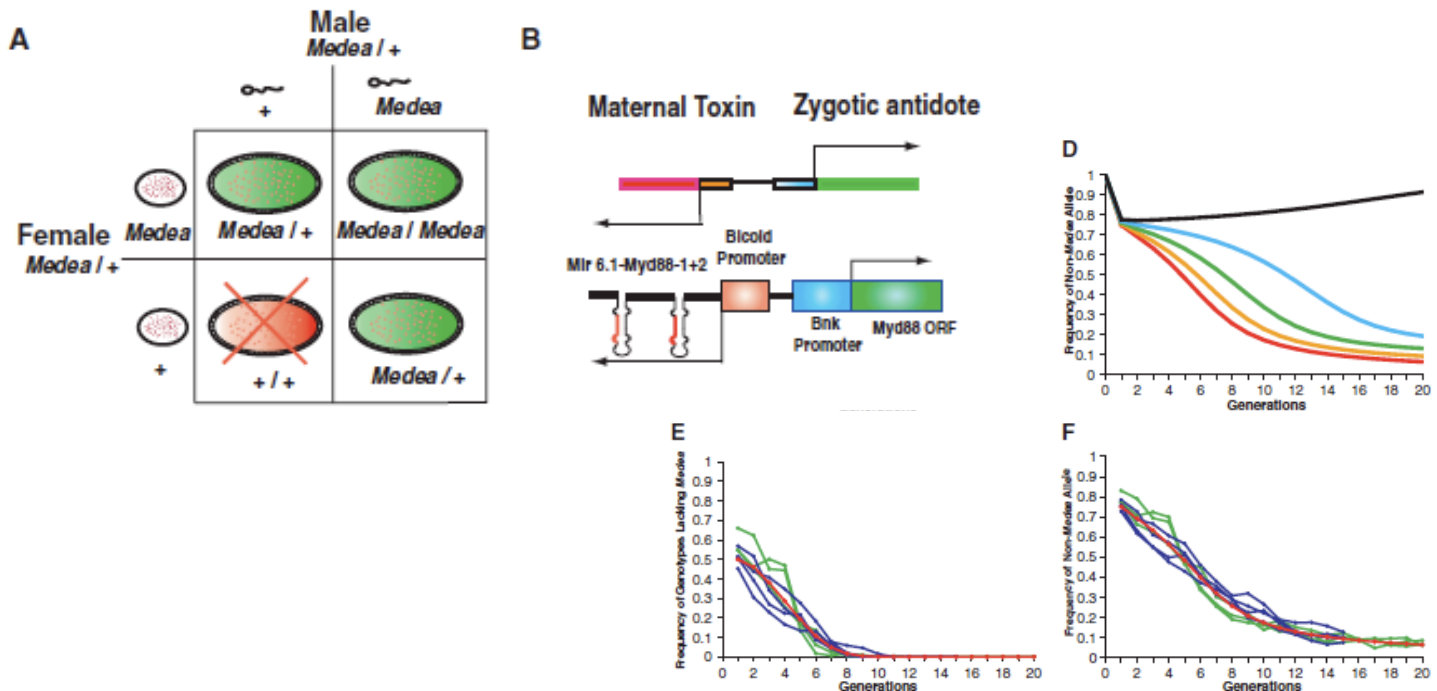 A
Male
Medea / +
+
Medea
Female
Medea / +
Medea
Medea / +
Medea / Medea
+
+ / +
Medea / +
B
Maternal Toxin
Zygotic antidote
Mir 6.1-Myd88-1+2
Bicoid
Promoter
Bnk
Promoter
Myd88 ORF
D
Frequency of Non-Medea Allele
1
0.9
0.8
0.7
0.6
0.5
0.4
0.3
0.2
0.1
0
0 2 4 6 8 10 12 14 16 18 20
Generations
E
Frequency of Genotypes Lacking Medea
1
0.9
0.8
0.7
0.6
0.5
0.4
0.3
0.2
0.1
0
0 2 4 6 8 10 12 14 16 18 20
Generations
F
Frequency of Non-Medea Allele
1
0.9
0.8
0.7
0.6
0.5
0.4
0.3
0.2
0.1
0
0 2 4 6 8 10 12 14 16 18 20
Generations